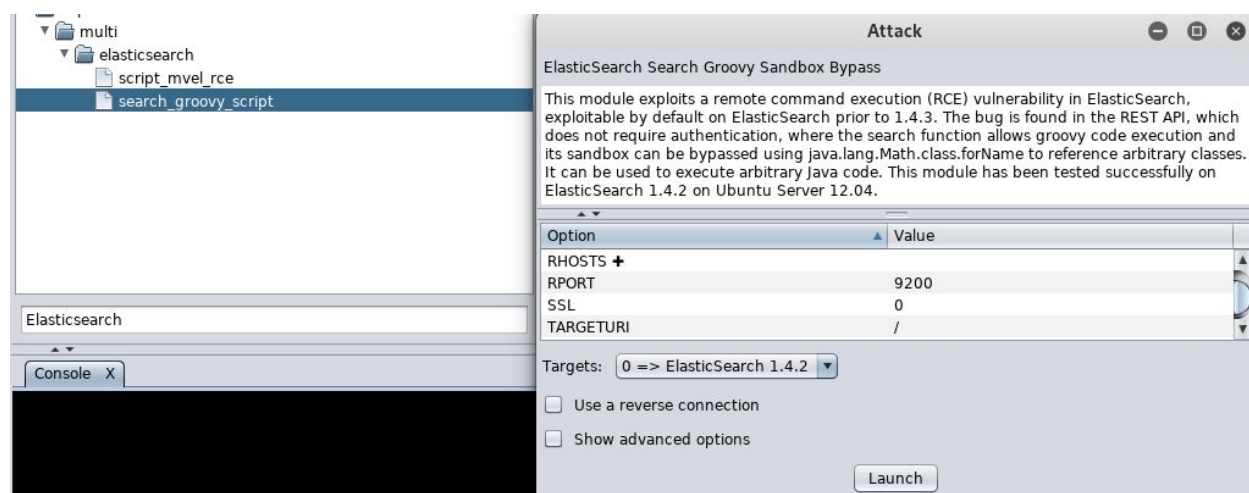 multi
elasticsearch
script_mvel_rce
search_groovy_script
Elasticsearch
Console X
Attack
ElasticSearch Search Groovy Sandbox Bypass
This module exploits a remote command execution (RCE) vulnerability in ElasticSearch,
exploitable by default on ElasticSearch prior to 1.4.3. The bug is found in the REST API, which
does not require authentication, where the search function allows groovy code execution and
its sandbox can be bypassed using java.lang.Math.class.forName to reference arbitrary classes.
It can be used to execute arbitrary Java code. This module has been tested successfully on
ElasticSearch 1.4.2 on Ubuntu Server 12.04.
Option Value
RHOSTS +
RPORT 9200
SSL 0
TARGETURI /
Targets: 0 => ElasticSearch 1.4.2
Use a reverse connection
Show advanced options
Launch